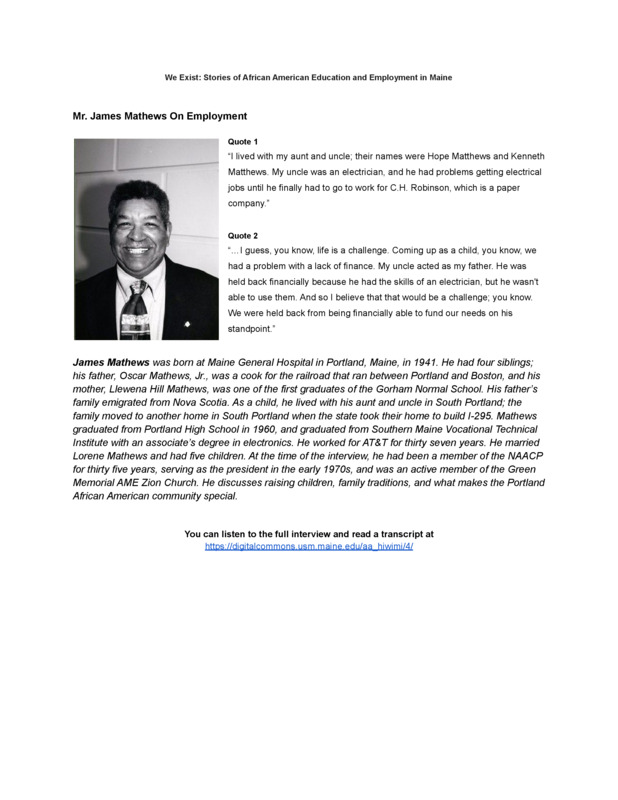 We Exist: Stories of African American Education and Employment in Maine
Mr. James Mathews On Employment
Quote 1
“I lived with my aunt and uncle; their names were Hope Matthews and Kenneth
Matthews. My uncle was an electrician, and he had problems getting electrical
jobs until he finally had to go to work for C.H. Robinson, which is a paper
company.”
Quote 2
“... I guess, you know, life is a challenge. Coming up as a child, you know, we
had a problem with a lack of finance. My uncle acted as my father. He was
held back financially because he had the skills of an electrician, but he wasn't
able to use them. And so I believe that that would be a challenge; you know.
We were held back from being financially able to fund our needs on his
standpoint.”
James Mathews was born at Maine General Hospital in Portland, Maine, in 1941. He had four siblings;
his father, Oscar Mathews, Jr., was a cook for the railroad that ran between Portland and Boston, and his
mother, Llewena Hill Mathews, was one of the first graduates of the Gorham Normal School. His father’s
family emigrated from Nova Scotia. As a child, he lived with his aunt and uncle in South Portland; the
family moved to another home in South Portland when the state took their home to build I-295. Mathews
graduated from Portland High School in 1960, and graduated from Southern Maine Vocational Technical
Institute with an associate’s degree in electronics. He worked for AT&T for thirty seven years. He married
Lorene Mathews and had five children. At the time of the interview, he had been a member of the NAACP
for thirty five years, serving as the president in the early 1970s, and was an active member of the Green
Memorial AME Zion Church. He discusses raising children, family traditions, and what makes the Portland
African American community special.
You can listen to the full interview and read a transcript at
https://digitalcommons.usm.maine.edu/aa_hiwimi/4/